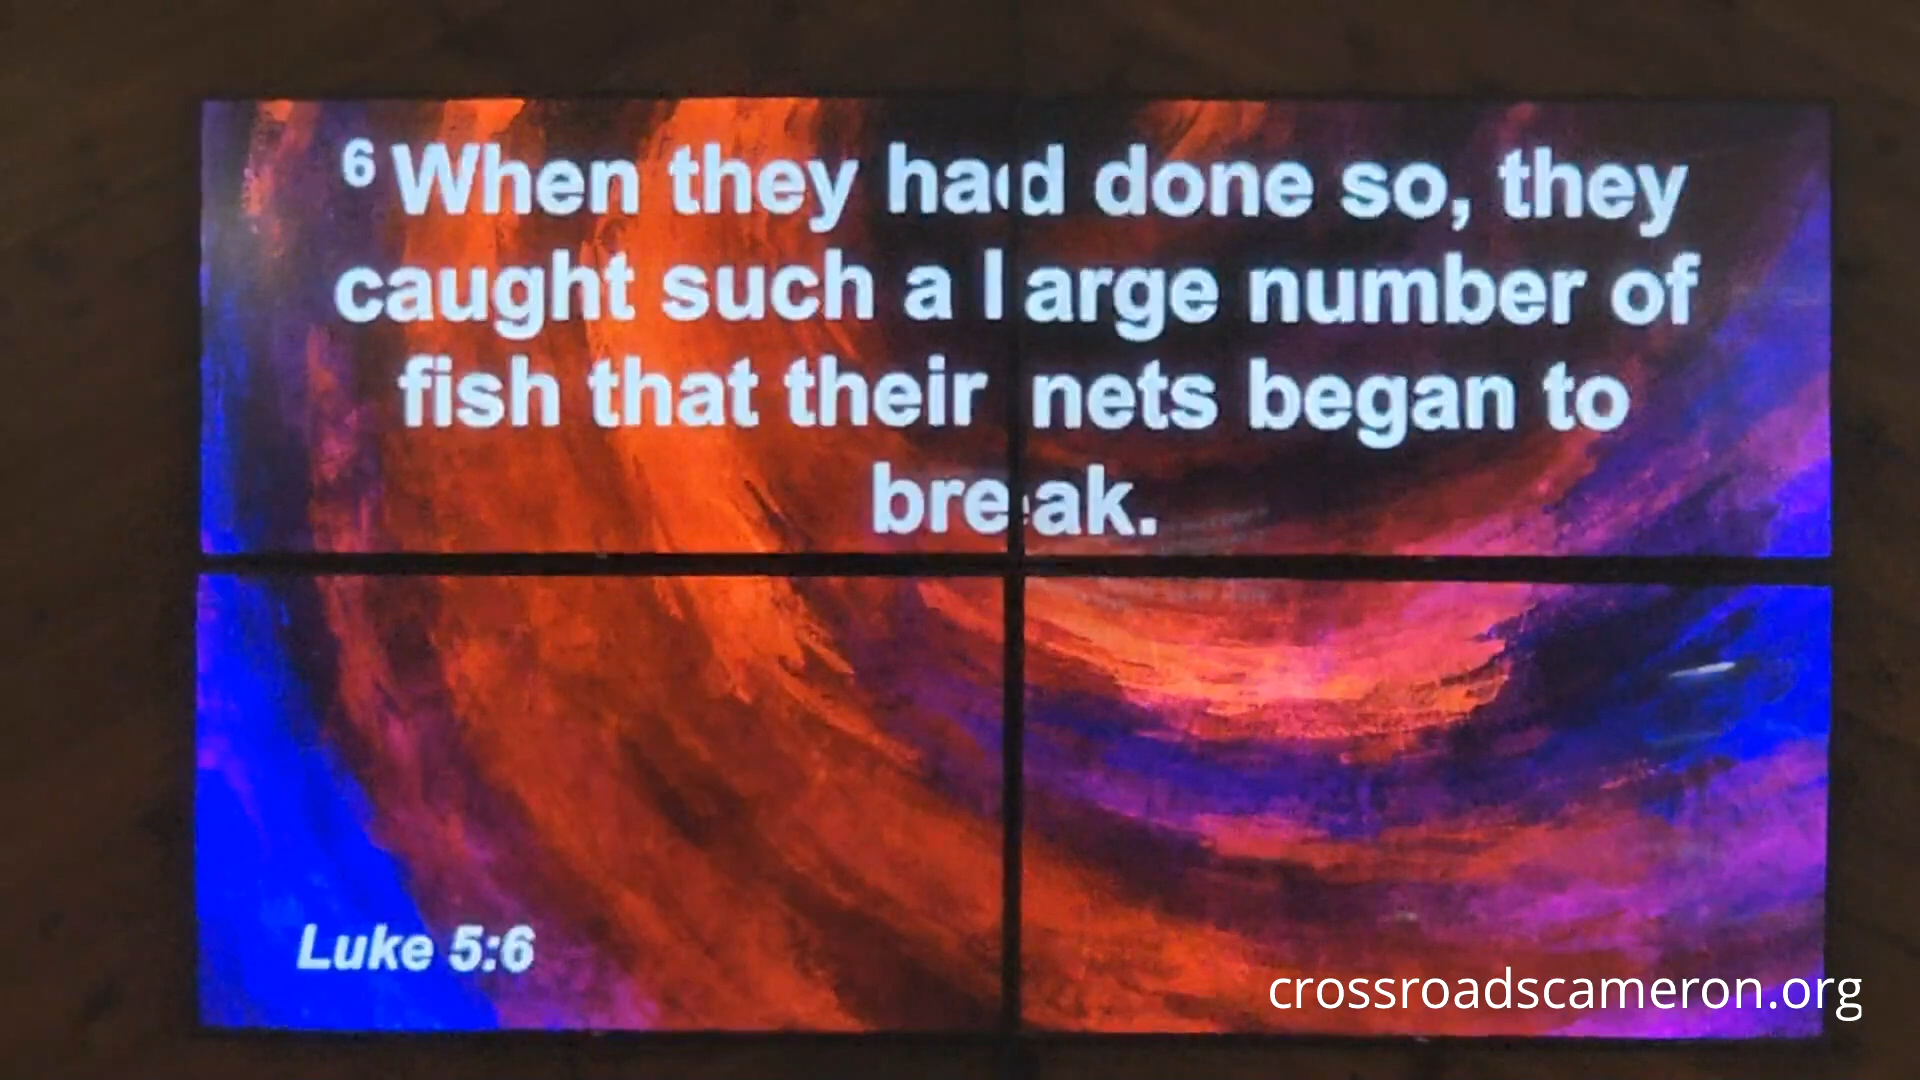 6 When they had done so, they
caught such a large number of
fish that their nets began to
break.
Luke 5:6
crossroadscameron.org